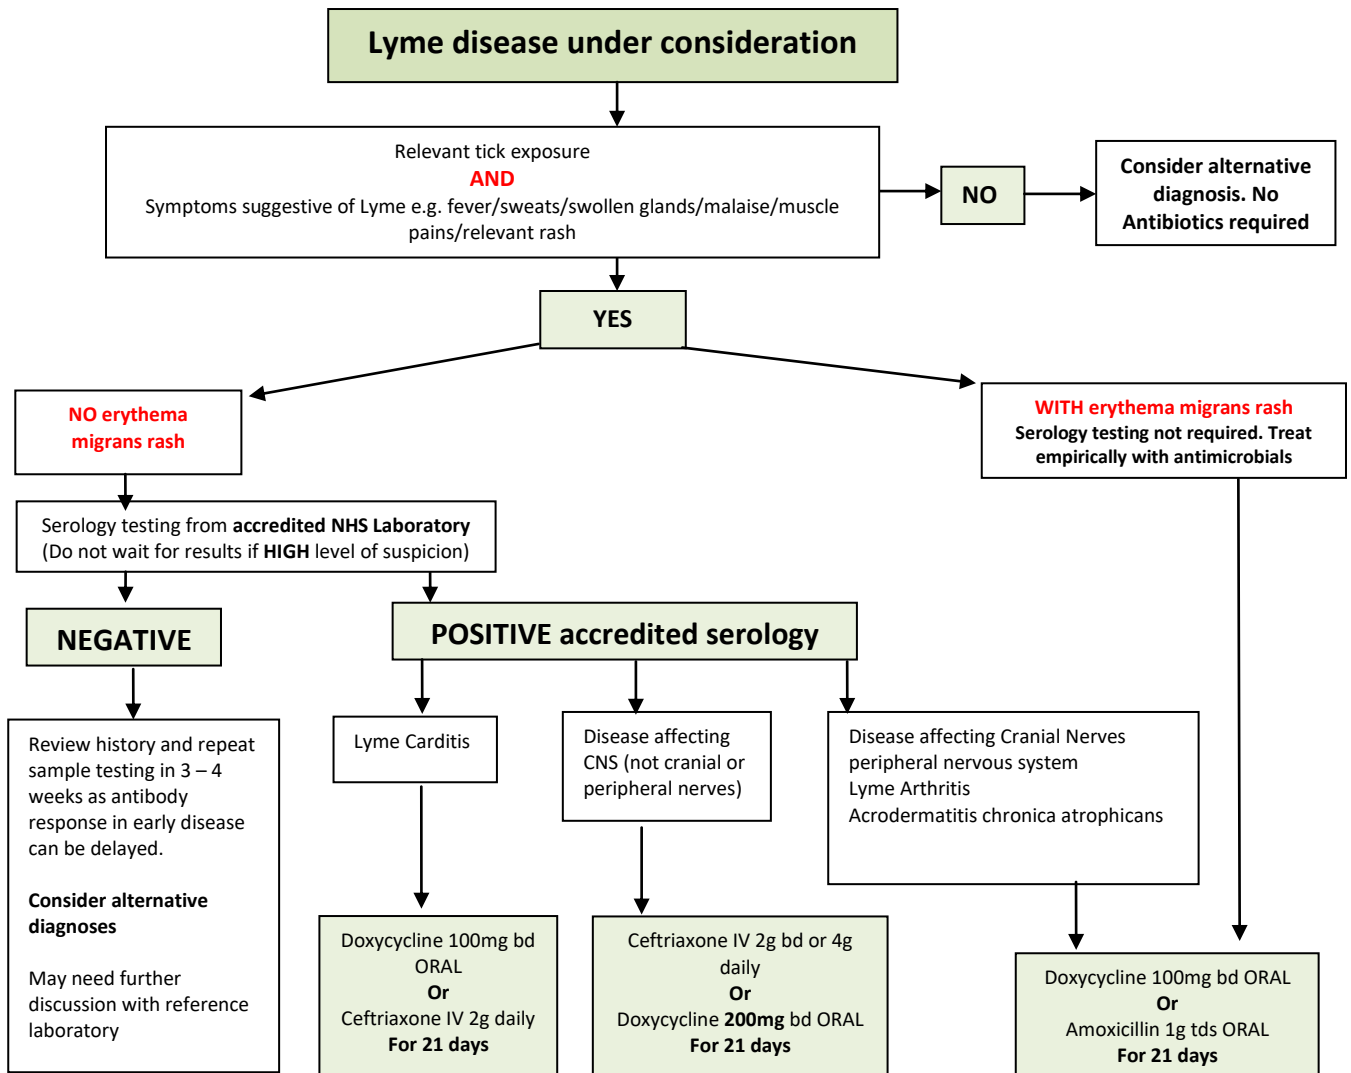 Lyme disease under consideration
Relevant tick exposure
AND
Symptoms suggestive of Lyme e.g. fever/sweats/swollen glands/malaise/muscle
pains/relevant rash
NO
Consider alternative
diagnosis. No
Antibiotics required
YES
NO erythema
migrans rash
WITH erythema migrans rash
Serology testing not required. Treat
empirically with antimicrobials
Serology testing from accredited NHS Laboratory
(Do not wait for results if HIGH level of suspicion)
NEGATIVE
POSITIVE accredited serology
Review history and repeat
sample testing in 3 – 4
weeks as antibody
response in early disease
can be delayed.
Consider alternative
diagnoses
May need further
discussion with reference
laboratory
Lyme Carditis
Disease affecting
CNS (not cranial or
peripheral nerves)
Disease affecting Cranial Nerves
peripheral nervous system
Lyme Arthritis
Acrodermatitis chronica atrophicans
Doxycycline 100mg bd
ORAL
Or
Ceftriaxone IV 2g daily
For 21 days
Ceftriaxone IV 2g bd or 4g
daily
Or
Doxycycline 200mg bd ORAL
For 21 days
Doxycycline 100mg bd ORAL
Or
Amoxicillin 1g tds ORAL
For 21 days